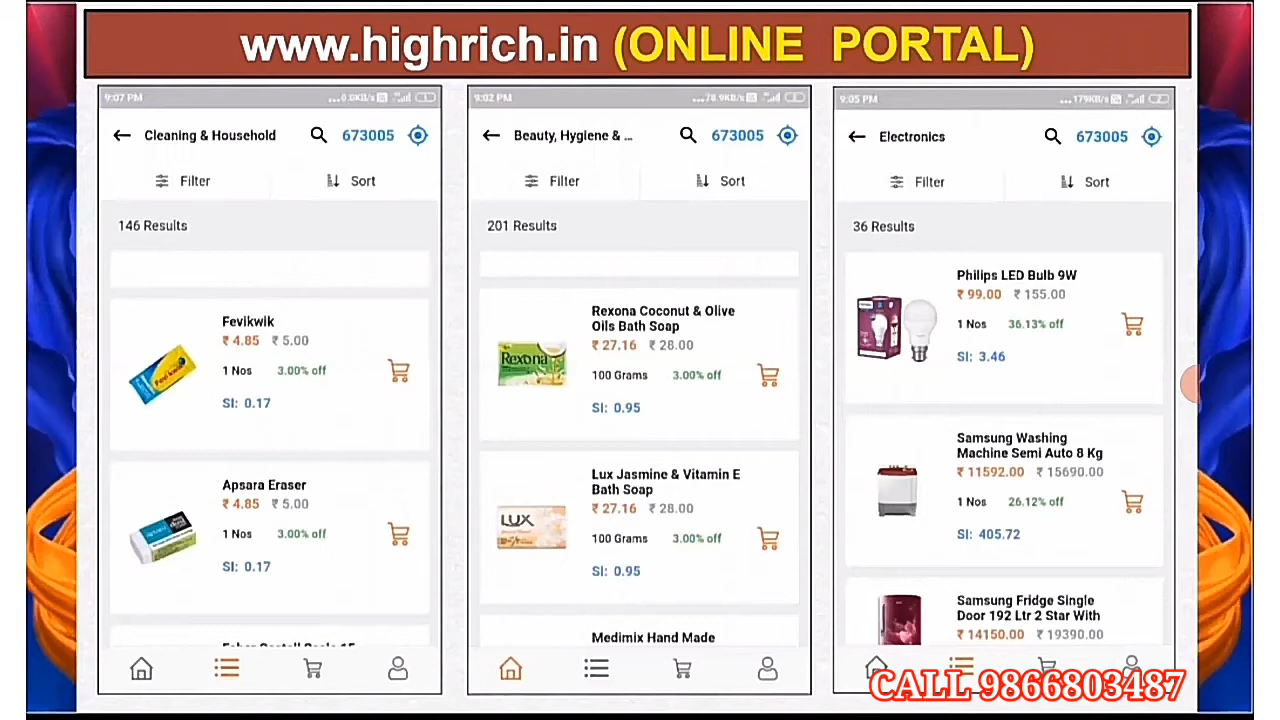 www.highrich.in (ONLINE PORTAL)
9:07 PM
...0.0KB/s
Cleaning & Household
673005
Filter
Sort
146 Results
Fevikwik
₹ 4.85 ₹ 5.00
1 Nos 3.00% off
SI: 0.17
Apsara Eraser
₹ 4.85 ₹ 5.00
1 Nos 3.00% off
SI: 0.17
9:02 PM
...78.9KB/s
Beauty, Hygiene & ...
673005
Filter
Sort
201 Results
Rexona
Rexona Coconut & Olive
Oils Bath Soap
₹ 27.16 ₹ 28.00
100 Grams 3.00% off
SI: 0.95
LUX
Lux Jasmine & Vitamin E
Bath Soap
₹ 27.16 ₹ 28.00
100 Grams 3.00% off
SI: 0.95
Medimix Hand Made
9:05 PM
...179KB/s
Electronics
673005
Filter
Sort
36 Results
Philips LED Bulb 9W
₹ 99.00 ₹ 155.00
1 Nos 36.13% off
SI: 3.46
Samsung Washing
Machine Semi Auto 8 Kg
₹ 11592.00 ₹ 15690.00
1 Nos 26.12% off
SI: 405.72
Samsung Fridge Single
Door 192 Ltr 2 Star With
₹ 14150.00 ₹ 19390.00
CALL 9866803487